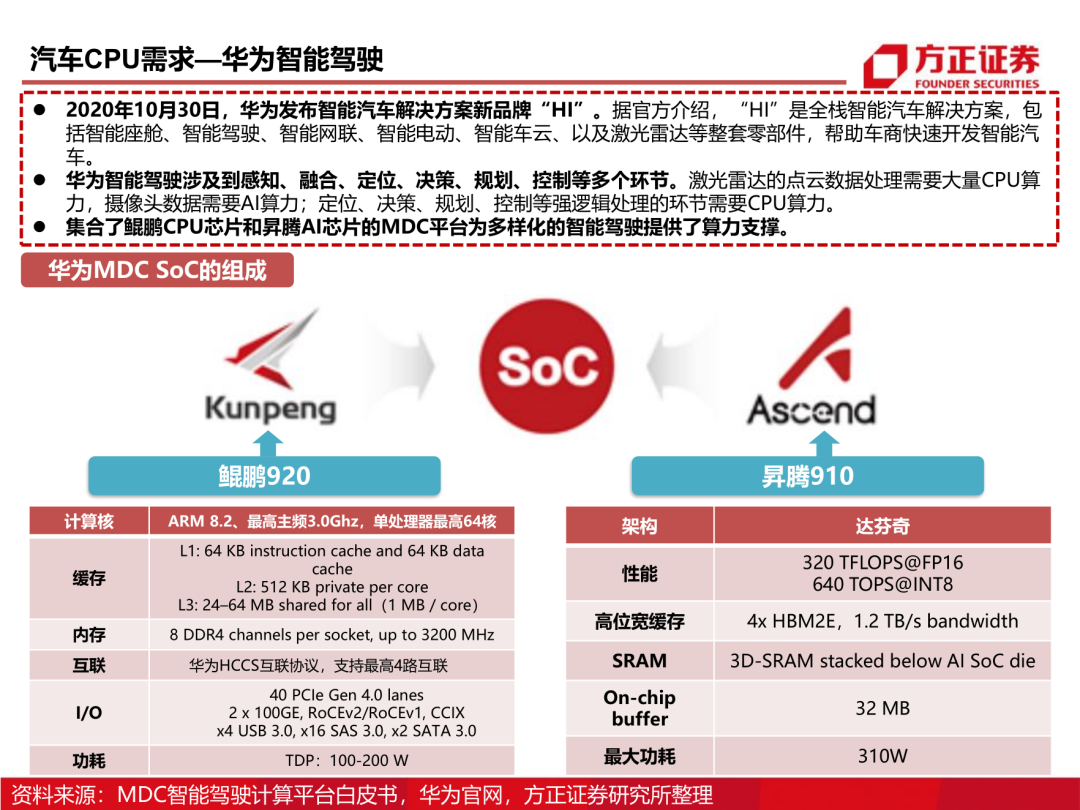 汽车CPU需求—华为智能驾驶
方正证券
FOUNDER SECURITIES
● 2020年10月30日，华为发布智能汽车解决方案新品牌“HI”。据官方介绍，“HI”是全栈智能汽车解决方案，包
括智能座舱、智能驾驶、智能网联、智能电动、智能车云、以及激光雷达等整套零部件，帮助车商快速开发智能汽
车。
● 华为智能驾驶涉及到感知、融合、定位、决策、规划、控制等多个环节。激光雷达的点云数据处理需要大量CPU算
力，摄像头数据需要AI算力；定位、决策、规划、控制等强逻辑处理的环节需要CPU算力。
● 集合了鲲鹏CPU芯片和昇腾AI芯片的MDC平台为多样化的智能驾驶提供了算力支撑。
华为MDC SoC的组成
Kunpeng
SoC
Ascend
鲲鹏920
昇腾910
计算核 ARM 8.2、最高主频3.0Ghz，单处理器最高64核
缓存
L1: 64 KB instruction cache and 64 KB data
cache
L2: 512 KB private per core
L3: 24–64 MB shared for all（1 MB / core）
内存 8 DDR4 channels per socket, up to 3200 MHz
互联 华为HCCS互联协议，支持最高4路互联
I/O
40 PCIe Gen 4.0 lanes
2 x 100GE, RoCEv2/RoCEv1, CCIX
x4 USB 3.0, x16 SAS 3.0, x2 SATA 3.0
功耗 TDP：100-200 W
架构 达芬奇
性能
320 TFLOPS@FP16
640 TOPS@INT8
高位宽缓存 4x HBM2E，1.2 TB/s bandwidth
SRAM 3D-SRAM stacked below AI SoC die
On-chip
buffer
32 MB
最大功耗 310W
资料来源：MDC智能驾驶计算平台白皮书，华为官网，方正证券研究所整理